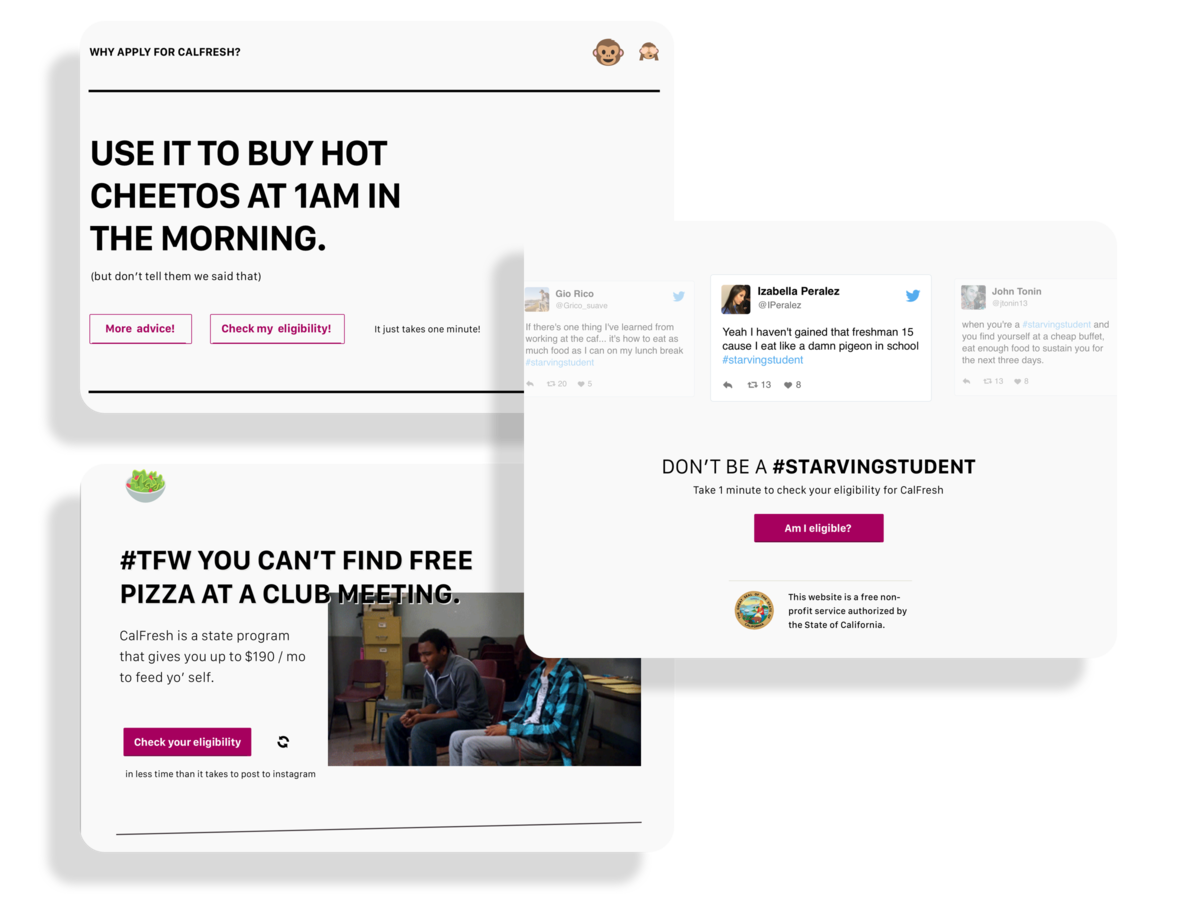 WHY APPLY FOR CALFRESH?
USE IT TO BUY HOT
CHEETOS AT 1AM IN
THE MORNING.
(but don't tell them we said that)
More advice!
Check my eligibility!
It just takes one minute!
Gio Rico
@Grico_suave
If there's one thing I've learned from
working at the caf... it's how to eat as
much food as I can on my lunch break
#starvingstudent
20
5
Izabella Peralez
@IPeralez
Yeah I haven't gained that freshman 15
cause I eat like a damn pigeon in school
#starvingstudent
13
8
John Tonin
@jtonin13
when you're a #starvingstudent and
you find yourself at a cheap buffet,
eat enough food to sustain you for
the next three days.
13
8
DON'T BE A #STARVINGSTUDENT
Take 1 minute to check your eligibility for CalFresh
Am I eligible?
This website is a free non-
profit service authorized by
the State of California.
#TFW YOU CAN'T FIND FREE
PIZZA AT A CLUB MEETING.
CalFresh is a state program
that gives you up to $190 / mo
to feed yo' self.
Check your eligibility
in less time than it takes to post to instagram